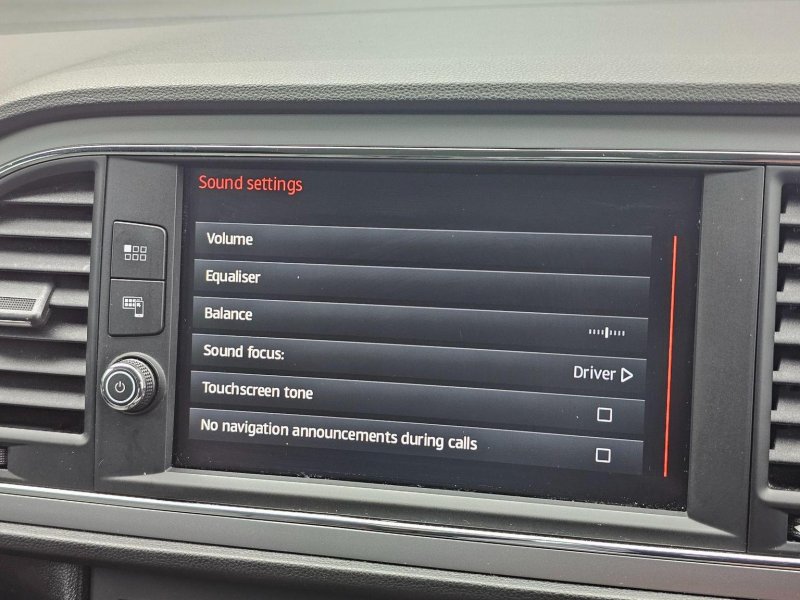 Sound settings
Volume
Equaliser
Balance
Sound focus: Driver
Touchscreen tone
No navigation announcements during calls